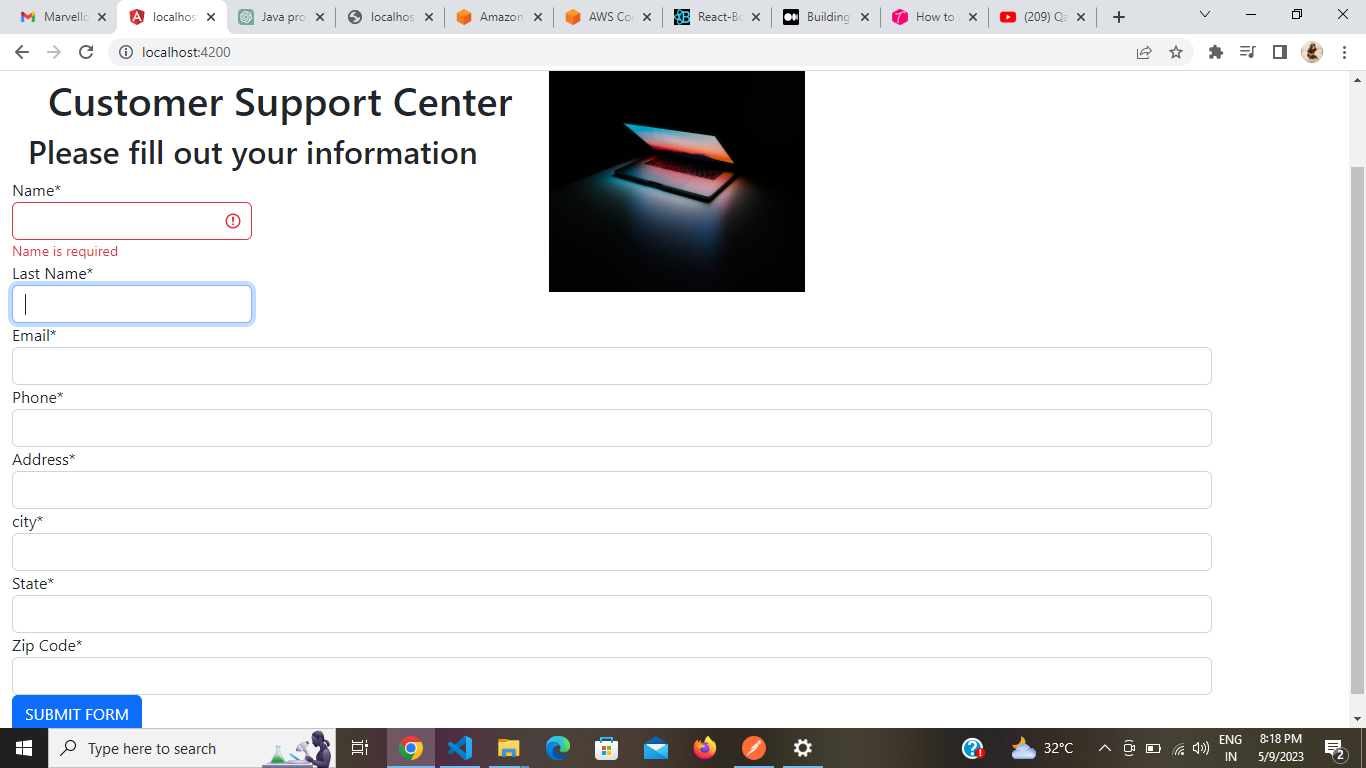 Marvello
localhos
Java pro
localhos
Amazon
AWS Co
React-Bo
Building
How to
(209) Qa
localhost:4200
Customer Support Center
Please fill out your information
Name*
Name is required
Last Name*
Email*
Phone*
Address*
city*
State*
Zip Code*
SUBMIT FORM
Type here to search
32°C
ENG
IN
8:18 PM
5/9/2023
2